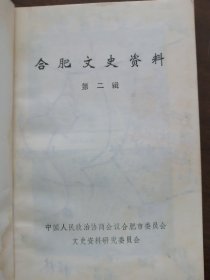 合肥文史资料
第二辑
中国人民政治协商会议合肥市委员会
文史资料研究委员会